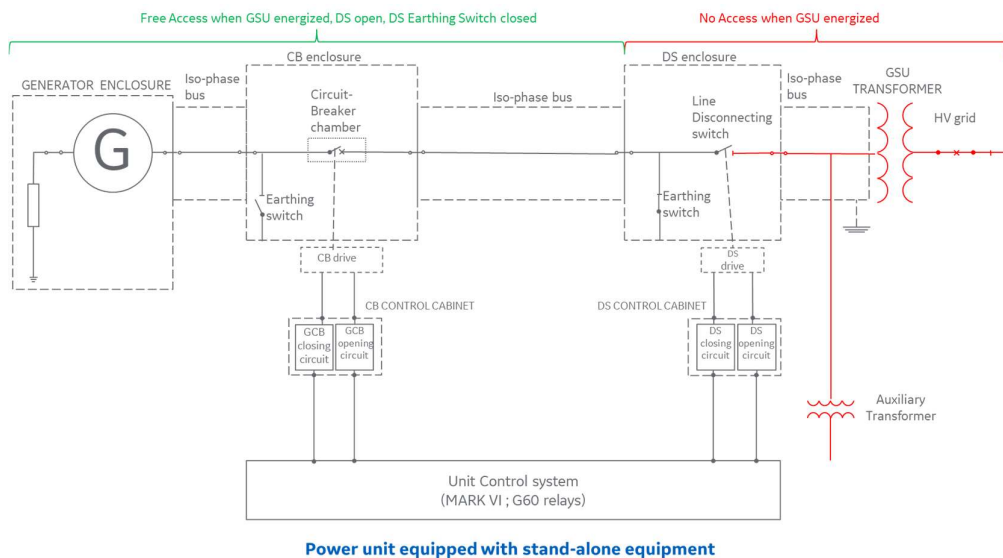 Free Access when GSU energized, DS open, DS Earthing Switch closed
No Access when GSU energized
CB enclosure
DS enclosure
GENERATOR ENCLOSURE
Iso-phase
bus
Circuit-
Breaker
chamber
Iso-phase bus
Line
Disconnecting
switch
Iso-phase
bus
GSU
TRANSFORMER
HV grid
G
Earthing
switch
Earthing
switch
CB drive
DS
drive
CB CONTROL CABINET
DS CONTROL CABINET
GCB
closing
circuit
GCB
opening
circuit
DS
closing
circuit
DS
opening
circuit
Auxiliary
Transformer
Unit Control system
(MARK VI ; G60 relays)
Power unit equipped with stand-alone equipment